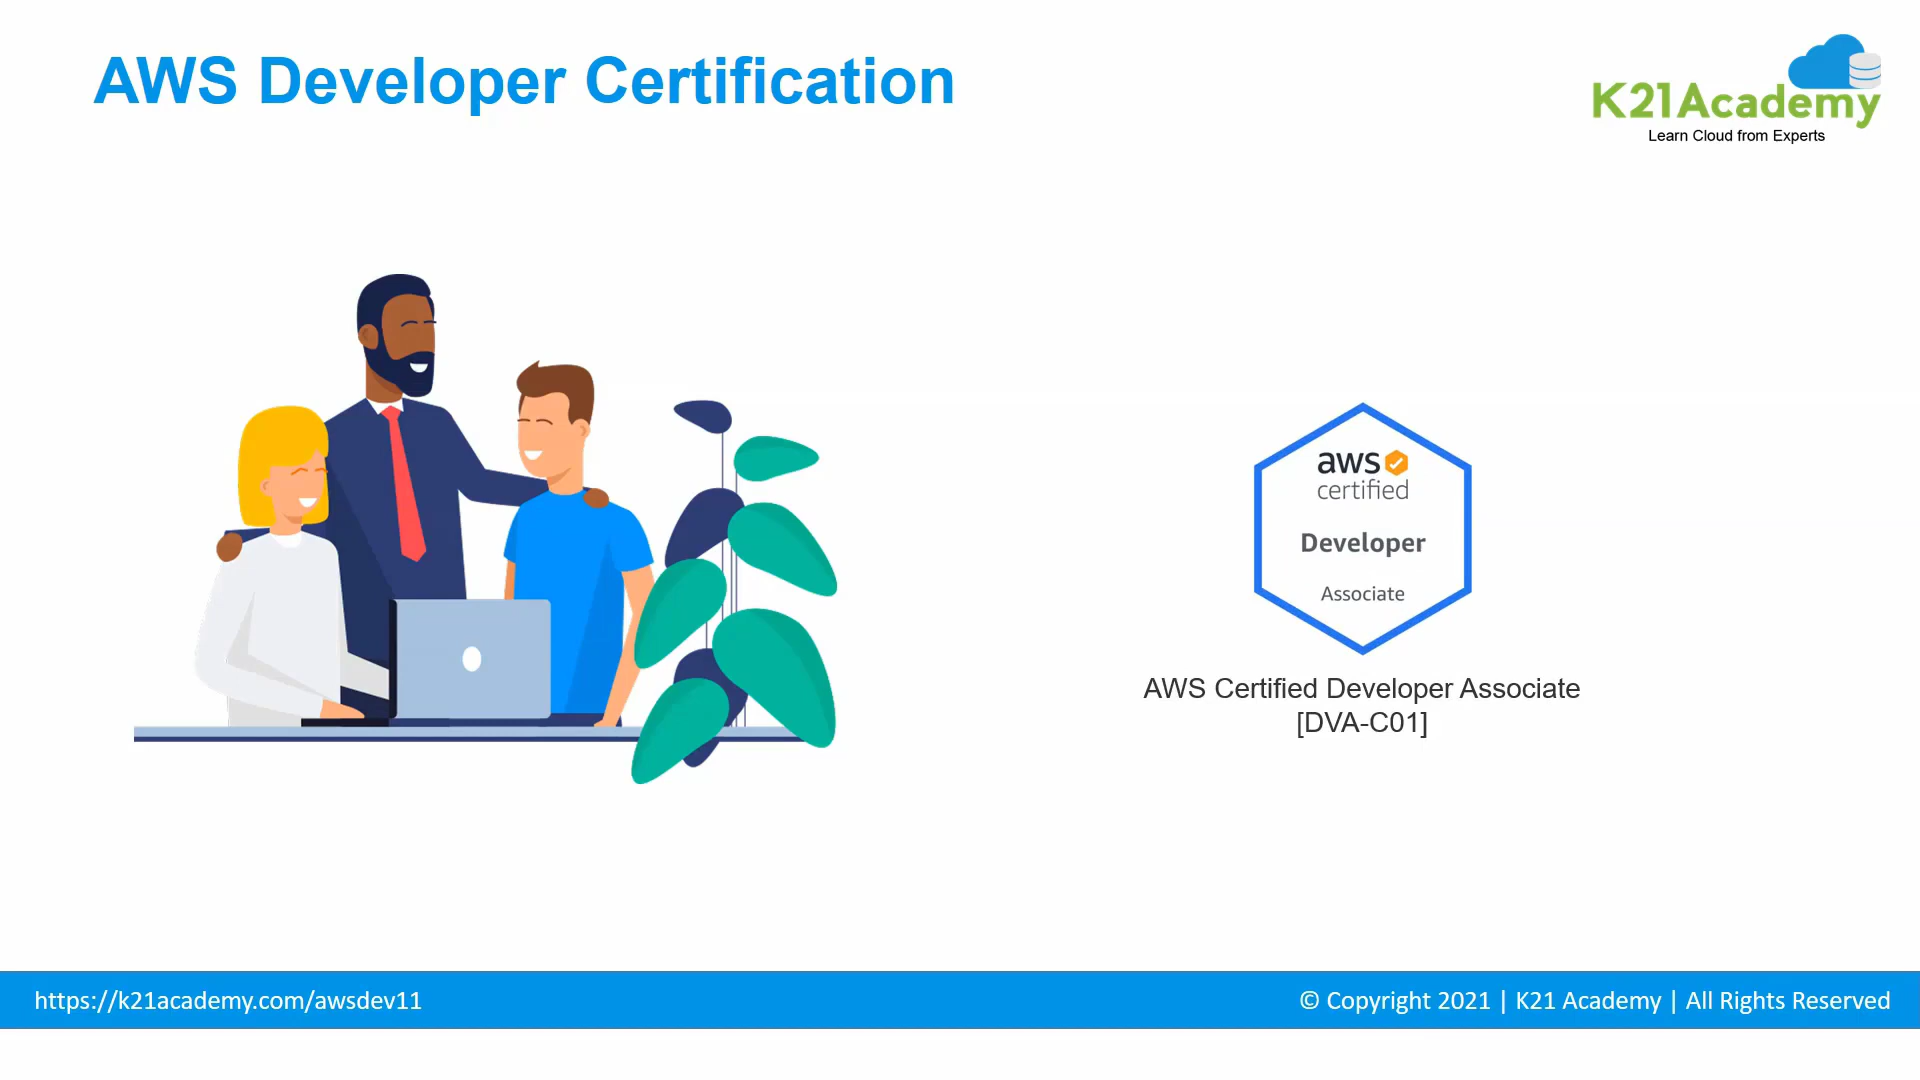 AWS Developer Certification
K21Academy
Learn Cloud from Experts
aws
certified
Developer
Associate
AWS Certified Developer Associate
[DVA-C01]
https://k21academy.com/awsdev11
© Copyright 2021 | K21 Academy | All Rights Reserved